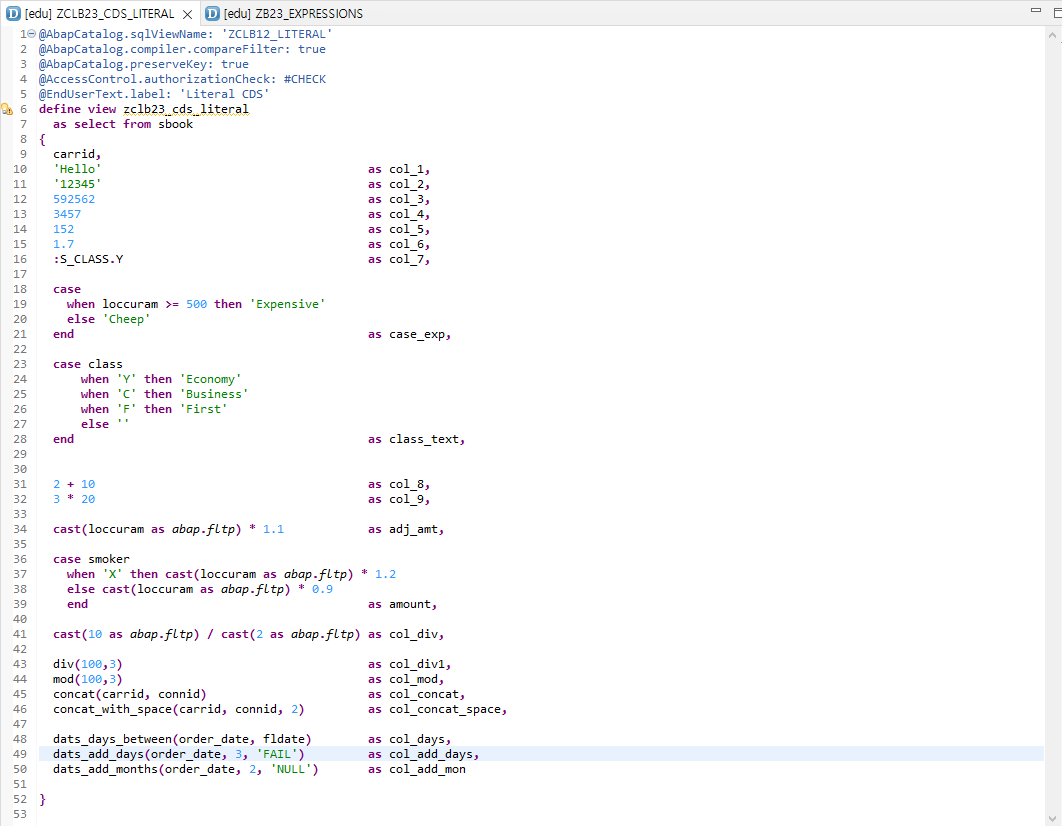 [edu] ZCLB23_CDS_LITERAL [edu] ZB23_EXPRESSIONS
1 @AbapCatalog.sqlViewName: 'ZCLB12_LITERAL'
2 @AbapCatalog.compiler.compareFilter: true
3 @AbapCatalog.preserveKey: true
4 @AccessControl.authorizationCheck: #CHECK
5 @EndUserText.label: 'Literal CDS'
6 define view zclb23_cds_literal
7   as select from sbook
8 {
9   carrid,
10   'Hello' as col_1,
11   '12345' as col_2,
12   592562 as col_3,
13   3457 as col_4,
14   152 as col_5,
15   1.7 as col_6,
16   :S_CLASS.Y as col_7,
17
18   case
19     when loccuram >= 500 then 'Expensive'
20     else 'Cheep'
21   end as case_exp,
22
23   case class
24       when 'Y' then 'Economy'
25       when 'C' then 'Business'
26       when 'F' then 'First'
27       else ''
28   end as class_text,
29
30
31   2 + 10 as col_8,
32   3 * 20 as col_9,
33
34   cast(loccuram as abap.fltp) * 1.1 as adj_amt,
35
36   case smoker
37     when 'X' then cast(loccuram as abap.fltp) * 1.2
38     else cast(loccuram as abap.fltp) * 0.9
39     end as amount,
40
41   cast(10 as abap.fltp) / cast(2 as abap.fltp) as col_div,
42
43   div(100,3) as col_div1,
44   mod(100,3) as col_mod,
45   concat(carrid, connid) as col_concat,
46   concat_with_space(carrid, connid, 2) as col_concat_space,
47
48   dats_days_between(order_date, fldate) as col_days,
49   dats_add_days(order_date, 3, 'FAIL') as col_add_days,
50   dats_add_months(order_date, 2, 'NULL') as col_add_mon
51
52 }
53